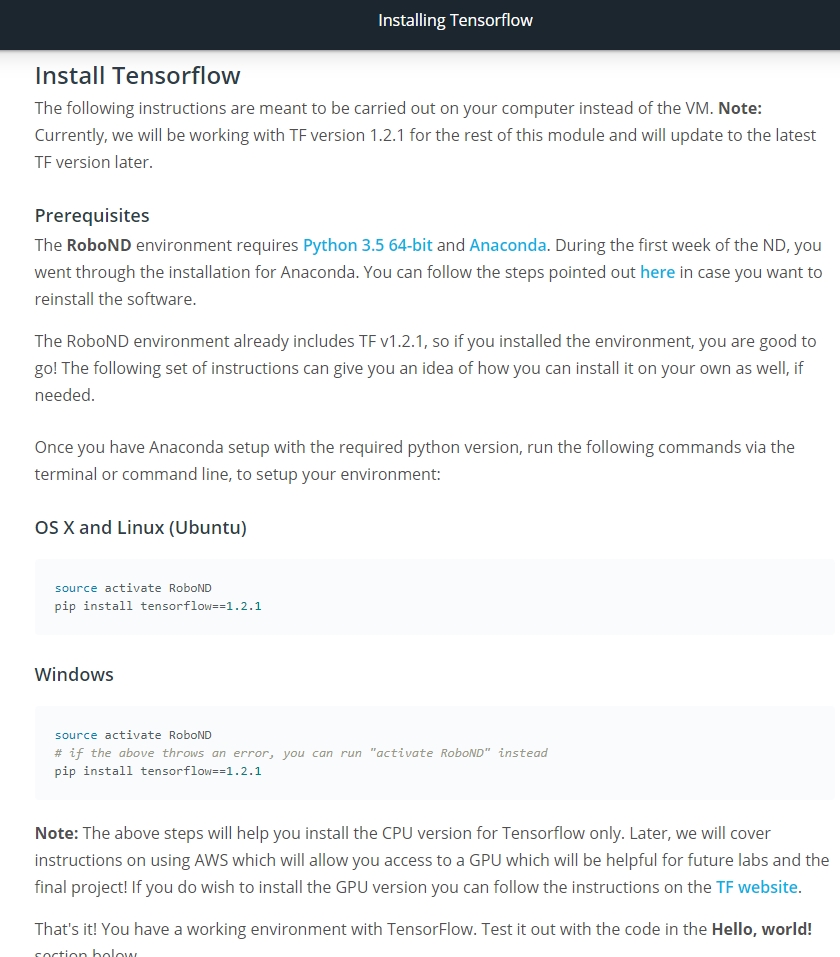 Installing Tensorflow
Install Tensorflow
The following instructions are meant to be carried out on your computer instead of the VM. Note:
Currently, we will be working with TF version 1.2.1 for the rest of this module and will update to the latest
TF version later.
Prerequisites
The RoboND environment requires Python 3.5 64-bit and Anaconda. During the first week of the ND, you
went through the installation for Anaconda. You can follow the steps pointed out here in case you want to
reinstall the software.
The RoboND environment already includes TF v1.2.1, so if you installed the environment, you are good to
go! The following set of instructions can give you an idea of how you can install it on your own as well, if
needed.
Once you have Anaconda setup with the required python version, run the following commands via the
terminal or command line, to setup your environment:
OS X and Linux (Ubuntu)
source activate RoboND
pip install tensorflow==1.2.1
Windows
source activate RoboND
# if the above throws an error, you can run "activate RoboND" instead
pip install tensorflow==1.2.1
Note: The above steps will help you install the CPU version for Tensorflow only. Later, we will cover
instructions on using AWS which will allow you access to a GPU which will be helpful for future labs and the
final project! If you do wish to install the GPU version you can follow the instructions on the TF website.
That's it! You have a working environment with TensorFlow. Test it out with the code in the Hello, world!
section below